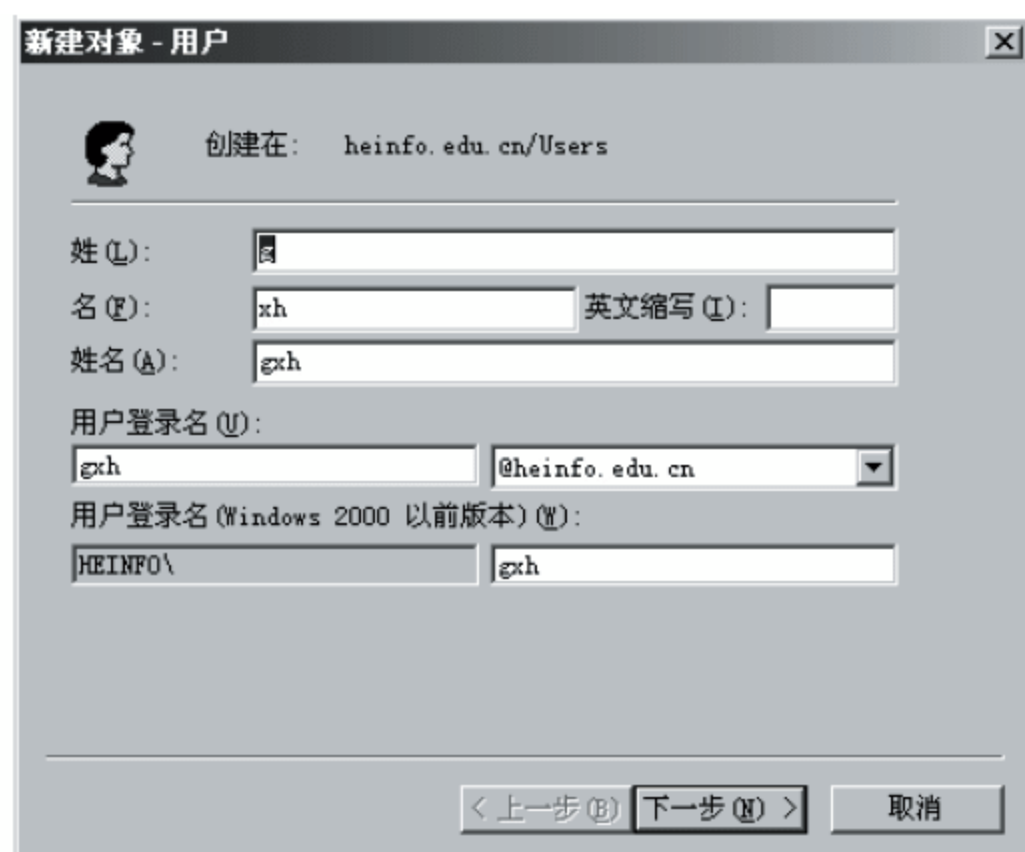 新建对象 - 用户
创建在: heinfo.edu.cn/Users
姓(L): g
名(F): xh 英文缩写(I):
姓名(A): gxh
用户登录名(U):
gxh @heinfo.edu.cn
用户登录名(Windows 2000 以前版本)(W):
HEINFO\ gxh
< 上一步(B) 下一步(N) > 取消